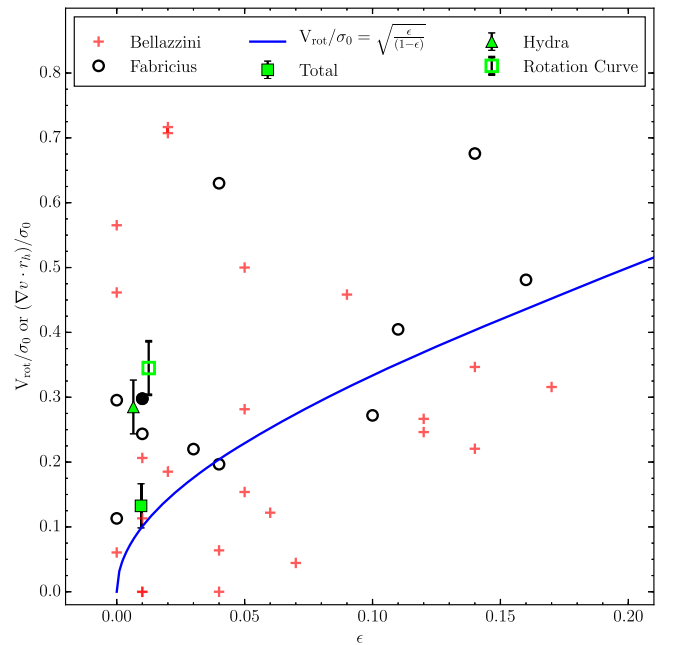 Bellazzini
Fabricius
V_rot/σ_0 = √(ϵ/(1−ϵ))
Total
Hydra
Rotation Curve
0.8
0.7
0.6
0.5
0.4
0.3
0.2
0.1
0.0
V_rot/σ_0 or (∇v · r_h)/σ_0
0.00 0.05 0.10 0.15 0.20
ϵ